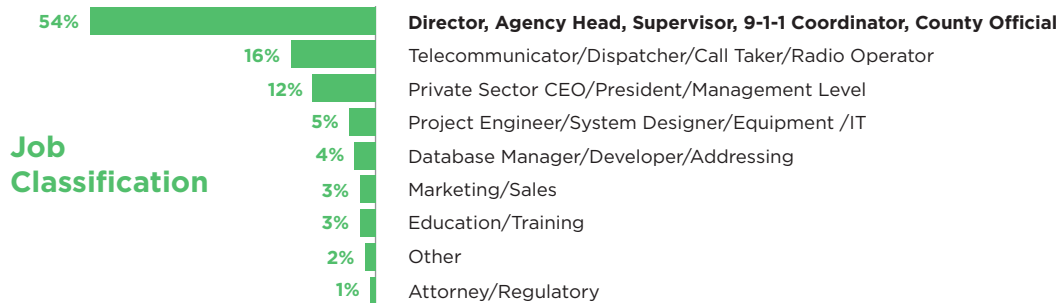 54% Director, Agency Head, Supervisor, 9-1-1 Coordinator, County Official
16% Telecommunicator/Dispatcher/Call Taker/Radio Operator
12% Private Sector CEO/President/Management Level
5% Project Engineer/System Designer/Equipment /IT
Job
Classification
4% Database Manager/Developer/Addressing
3% Marketing/Sales
3% Education/Training
2% Other
1% Attorney/Regulatory